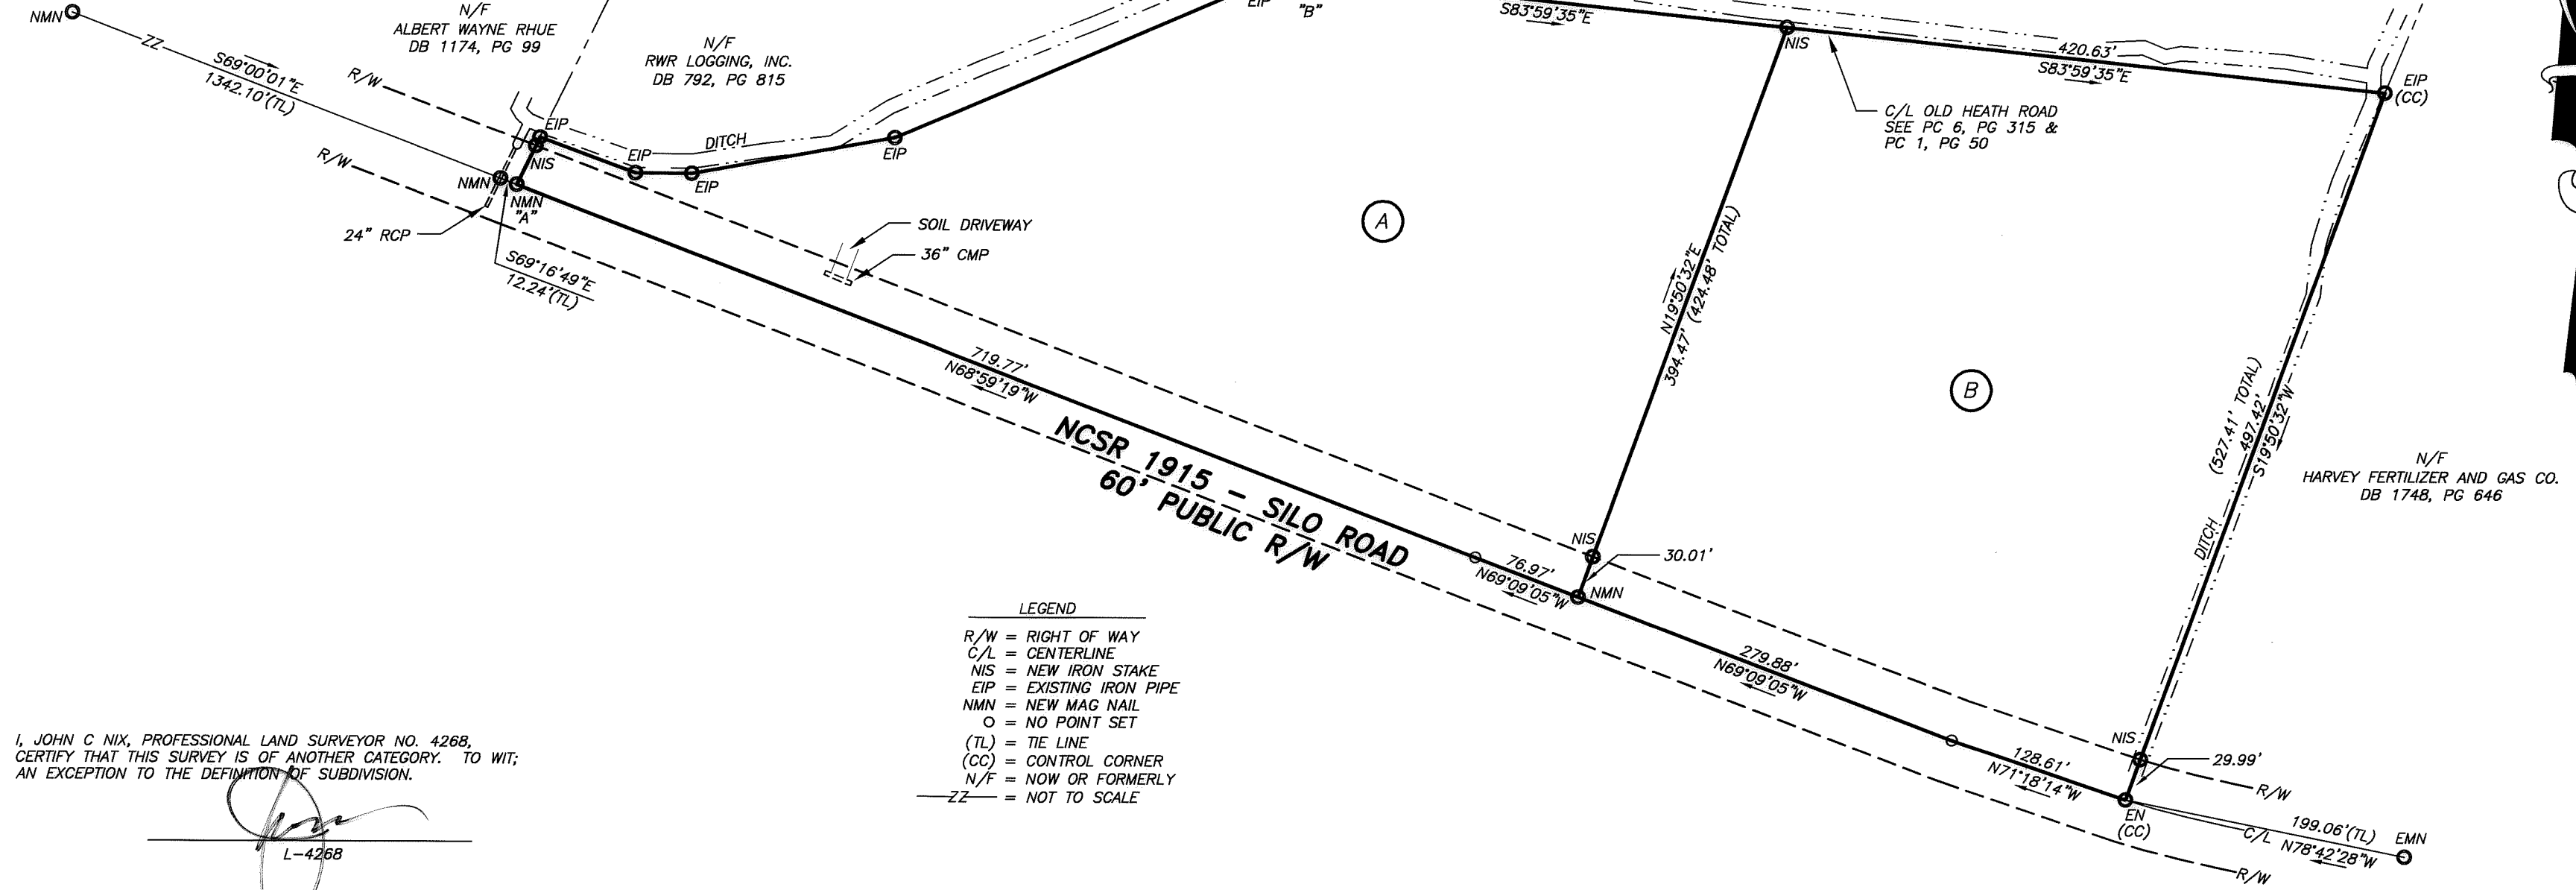 NMN
ZZ
S69°00'01"E
1342.10'(TL)
N/F
ALBERT WAYNE RHUE
DB 1174, PG 99
N/F
RWR LOGGING, INC.
DB 792, PG 815
R/W
R/W
EIP
NIS
NMN
NMN
"A"
24" RCP
S69°16'49"E
12.24'(TL)
EIP
EIP
DITCH
EIP
EIP
"B"
SOIL DRIVEWAY
36" CMP
A
S83°59'35"E
NIS
420.63'
S83°59'35"E
EIP
(CC)
C/L OLD HEATH ROAD
SEE PC 6, PG 315 &
PC 1, PG 50
N19°50'32"E
394.47' (424.48' TOTAL)
B
(527.41' TOTAL)
497.42'
S19°50'32"W
DITCH
N/F
HARVEY FERTILIZER AND GAS CO.
DB 1748, PG 646
719.77'
N68°59'19"W
NCSR 1915 - SILO ROAD
60' PUBLIC R/W
NIS
30.01'
76.97'
N69°09'05"W
NMN
279.88'
N69°09'05"W
NIS
29.99'
128.61'
N71°18'14"W
R/W
EN
(CC)
C/L
199.06'(TL)
N78°42'28"W
EMN
R/W
LEGEND
R/W = RIGHT OF WAY
C/L = CENTERLINE
NIS = NEW IRON STAKE
EIP = EXISTING IRON PIPE
NMN = NEW MAG NAIL
O = NO POINT SET
(TL) = TIE LINE
(CC) = CONTROL CORNER
N/F = NOW OR FORMERLY
ZZ = NOT TO SCALE
I, JOHN C NIX, PROFESSIONAL LAND SURVEYOR NO. 4268,
CERTIFY THAT THIS SURVEY IS OF ANOTHER CATEGORY. TO WIT;
AN EXCEPTION TO THE DEFINITION OF SUBDIVISION.
L-4268